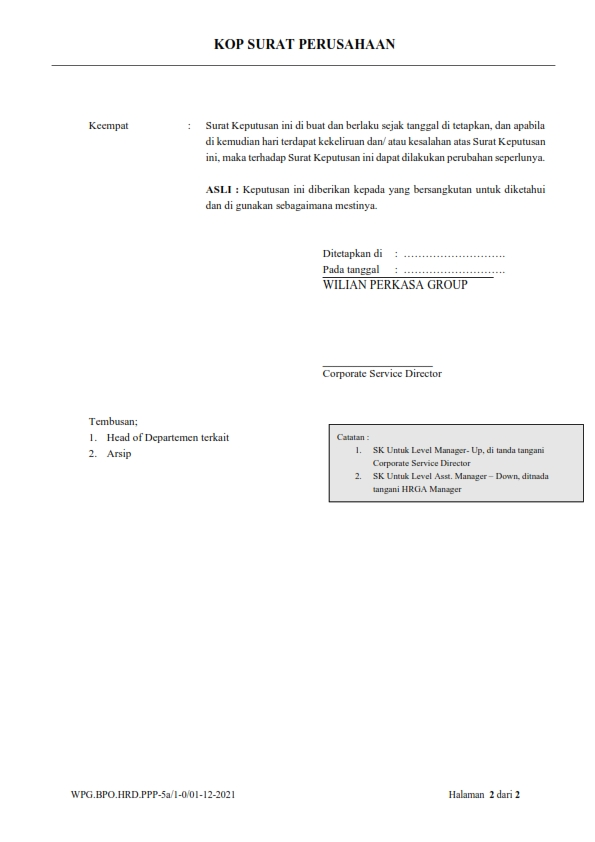 KOP SURAT PERUSAHAAN
Keempat : Surat Keputusan ini di buat dan berlaku sejak tanggal di tetapkan, dan apabila
di kemudian hari terdapat kekeliruan dan/ atau kesalahan atas Surat Keputusan
ini, maka terhadap Surat Keputusan ini dapat dilakukan perubahan seperlunya.
ASLI : Keputusan ini diberikan kepada yang bersangkutan untuk diketahui
dan di gunakan sebagaimana mestinya.
Ditetapkan di : ……………………….
Pada tanggal : ……………………….
WILIAN PERKASA GROUP
Corporate Service Director
Tembusan;
1. Head of Departemen terkait
2. Arsip
Catatan :
1. SK Untuk Level Manager- Up, di tanda tangani
Corporate Service Director
2. SK Untuk Level Asst. Manager – Down, ditnada
tangani HRGA Manager
WPG.BPO.HRD.PPP-5a/1-0/01-12-2021 Halaman 2 dari 2